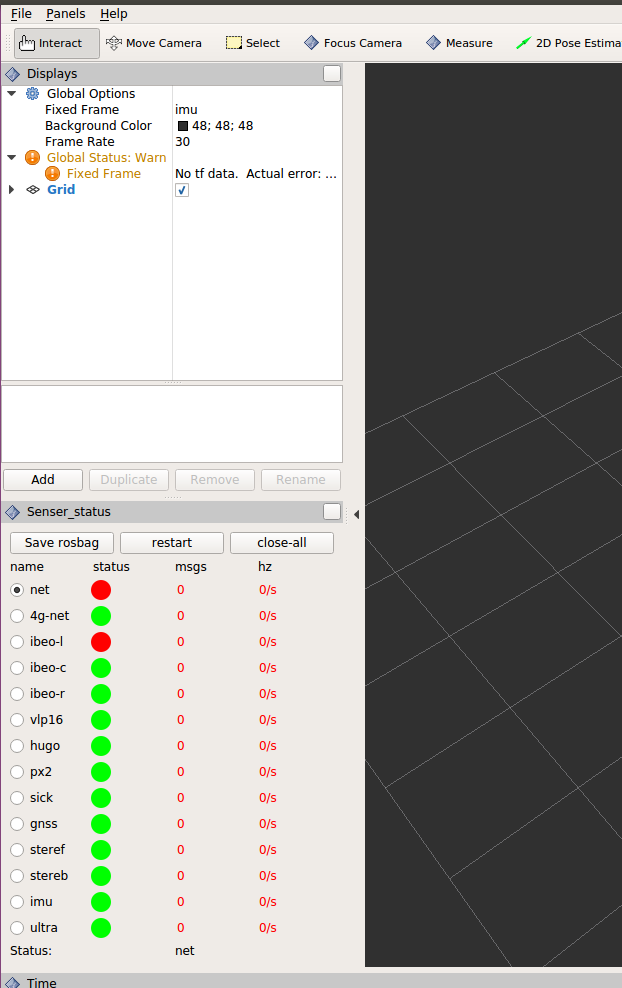 File Panels Help
Interact Move Camera Select Focus Camera Measure 2D Pose Estima
Displays
Global Options
Fixed Frame imu
Background Color 48; 48; 48
Frame Rate 30
Global Status: Warn
Fixed Frame No tf data. Actual error: ...
Grid
Add Duplicate Remove Rename
Senser_status
Save rosbag restart close-all
name status msgs hz
net 0 0/s
4g-net 0 0/s
ibeo-l 0 0/s
ibeo-c 0 0/s
ibeo-r 0 0/s
vlp16 0 0/s
hugo 0 0/s
px2 0 0/s
sick 0 0/s
gnss 0 0/s
steref 0 0/s
stereb 0 0/s
imu 0 0/s
ultra 0 0/s
Status: net
Time